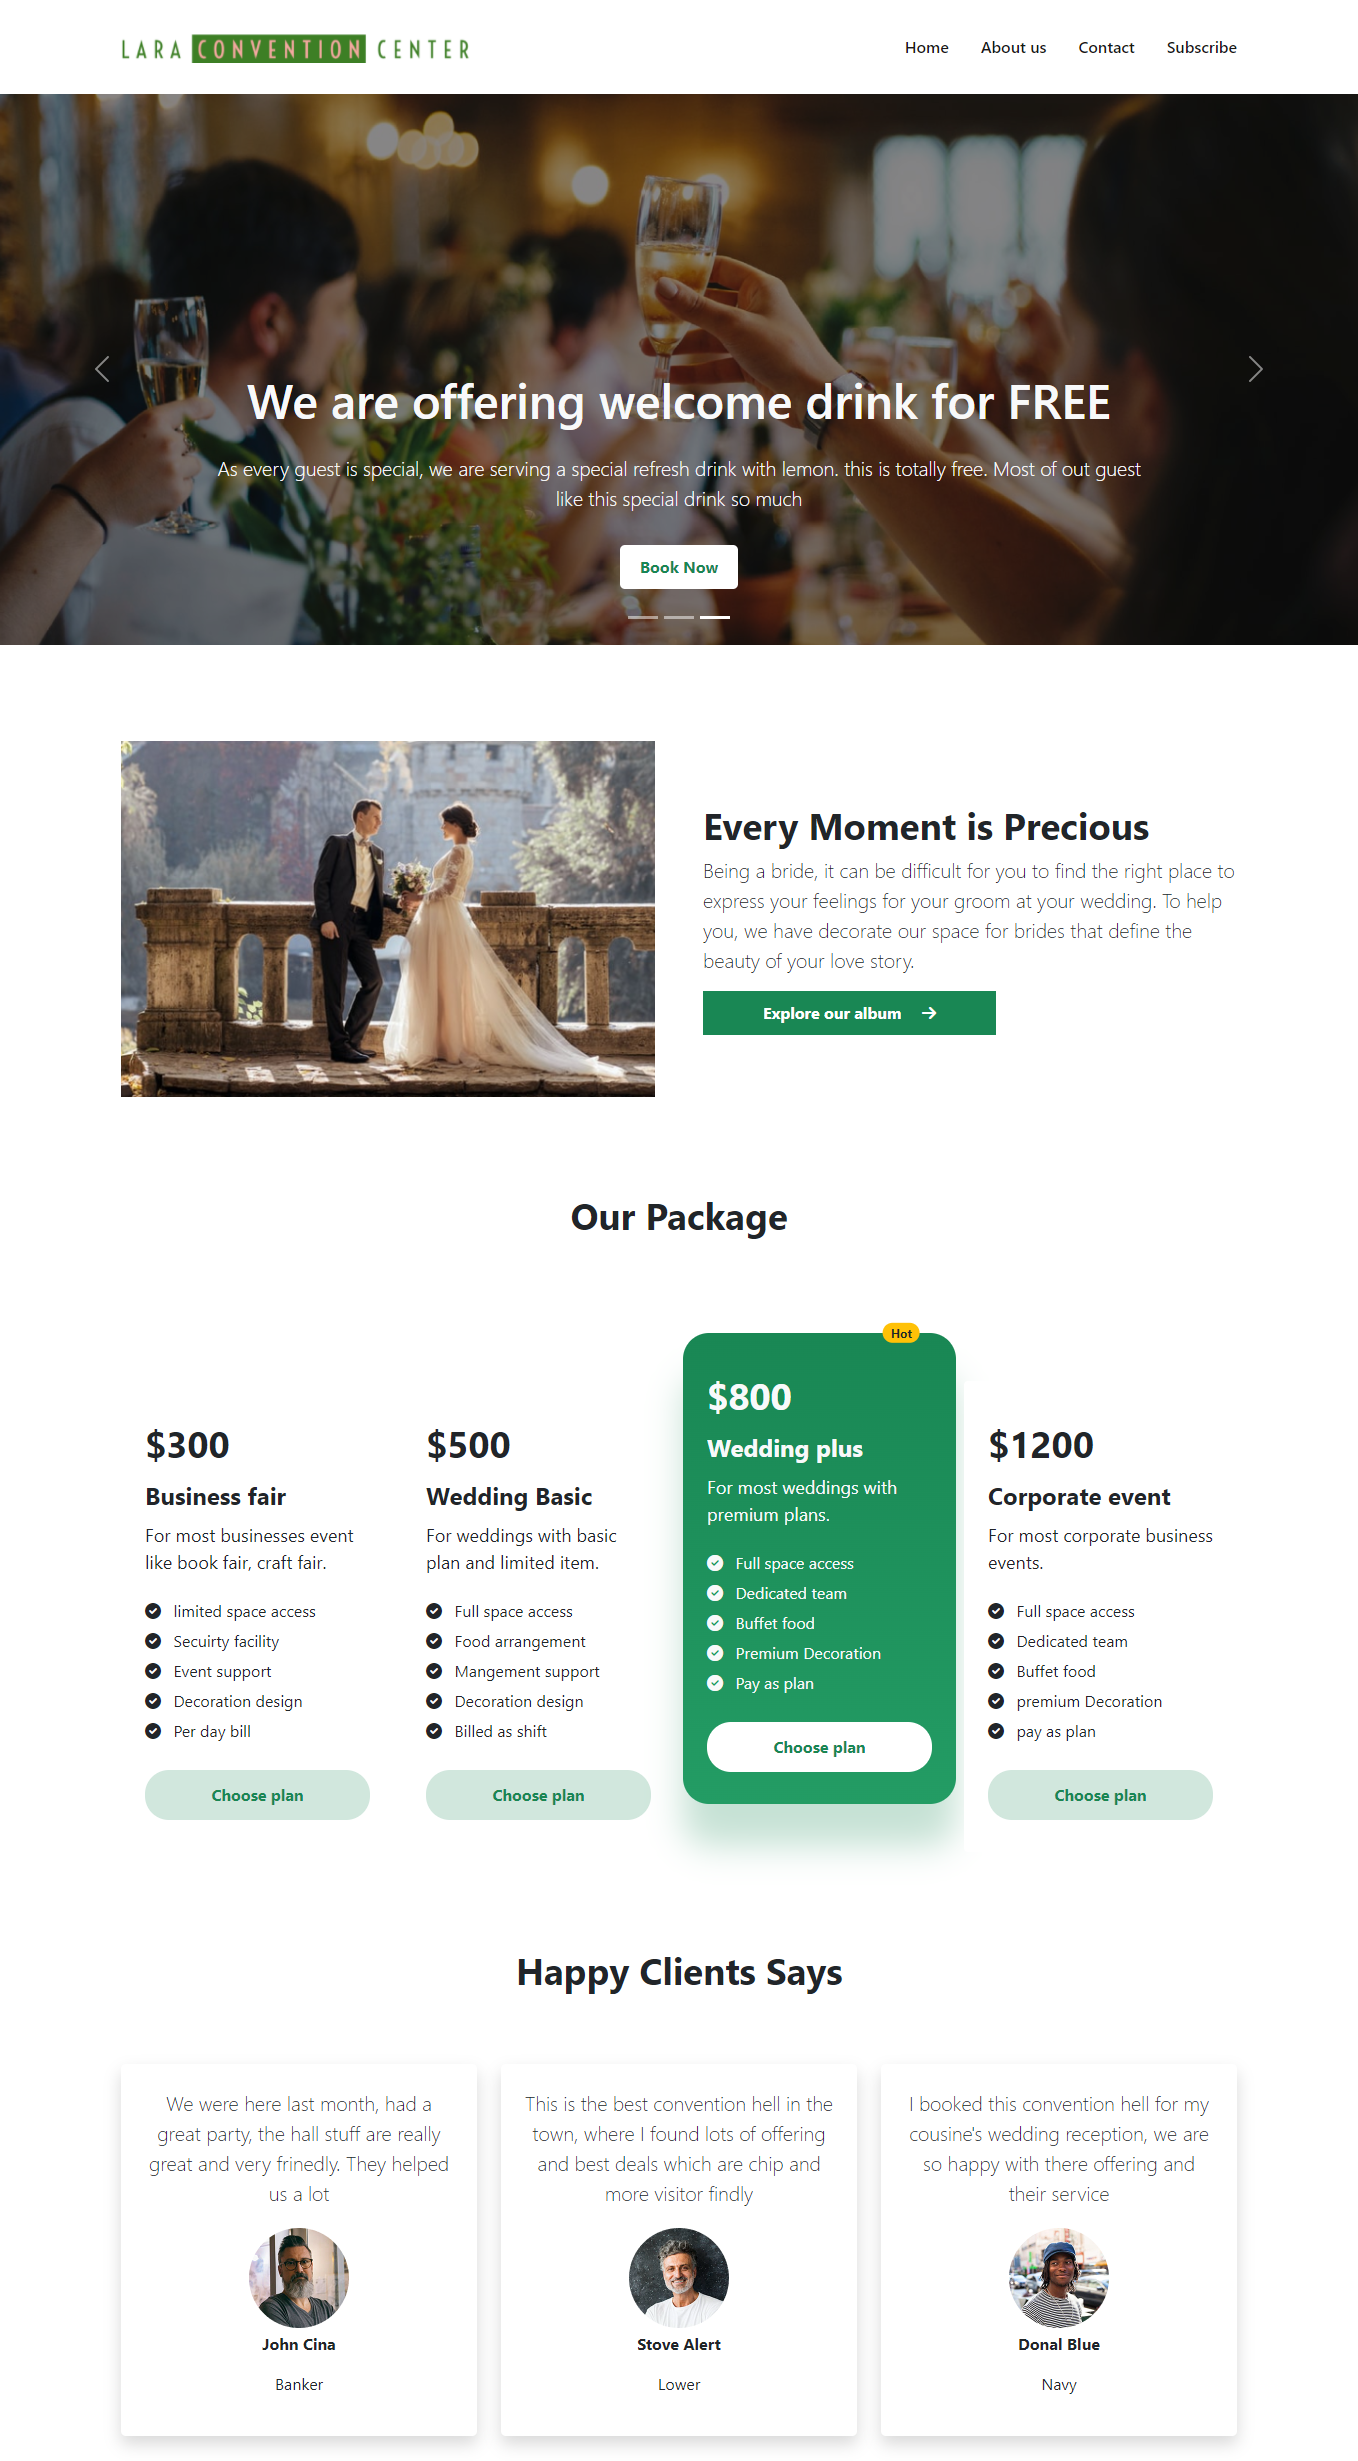 LARA CONVENTION CENTER
Home
About us
Contact
Subscribe
We are offering welcome drink for FREE
As every guest is special, we are serving a special refresh drink with lemon. this is totally free. Most of out guest
like this special drink so much
Book Now
Every Moment is Precious
Being a bride, it can be difficult for you to find the right place to
express your feelings for your groom at your wedding. To help
you, we have decorate our space for brides that define the
beauty of your love story.
Explore our album
Our Package
$300
Business fair
For most businesses event
like book fair, craft fair.
limited space access
Secuirty facility
Event support
Decoration design
Per day bill
Choose plan
$500
Wedding Basic
For weddings with basic
plan and limited item.
Full space access
Food arrangement
Mangement support
Decoration design
Billed as shift
Choose plan
Hot
$800
Wedding plus
For most weddings with
premium plans.
Full space access
Dedicated team
Buffet food
Premium Decoration
Pay as plan
Choose plan
$1200
Corporate event
For most corporate business
events.
Full space access
Dedicated team
Buffet food
premium Decoration
pay as plan
Choose plan
Happy Clients Says
We were here last month, had a
great party, the hall stuff are really
great and very frinedly. They helped
us a lot
John Cina
Banker
This is the best convention hell in the
town, where I found lots of offering
and best deals which are chip and
more visitor findly
Stove Alert
Lower
I booked this convention hell for my
cousine's wedding reception, we are
so happy with there offering and
their service
Donal Blue
Navy